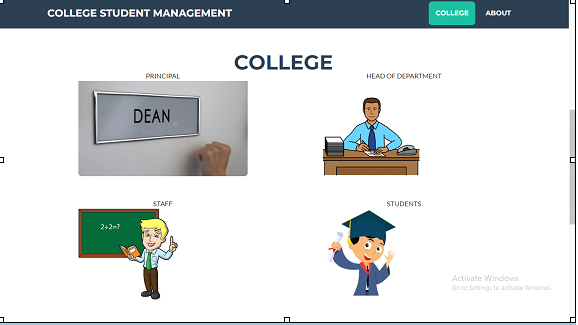 COLLEGE STUDENT MANAGEMENT
COLLEGE ABOUT
COLLEGE
PRINCIPAL
HEAD OF DEPARTMENT
DEAN
STAFF
STUDENTS
2+2=?
Activate Windows
Go to Settings to activate Windows.